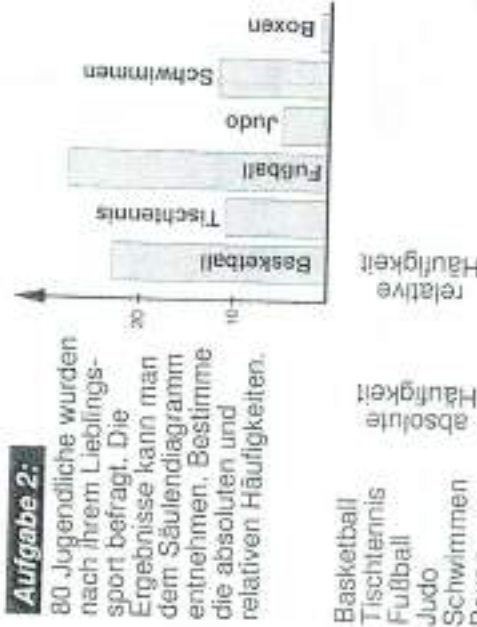 Aufgabe 2:
80 Jugendliche wurden
nach ihrem Lieblings-
sport befragt. Die
Ergebnisse kann man
dem Säulendiagramm
entnehmen. Bestimme
die absoluten und
relativen Häufigkeiten.
20
10
Basketball
Tischtennis
Fußball
Judo
Schwimmen
Boxen
absolute
Häufigkeit
relative
Häufigkeit
Basketball
Tischtennis
Fußball
Judo
Schwimmen